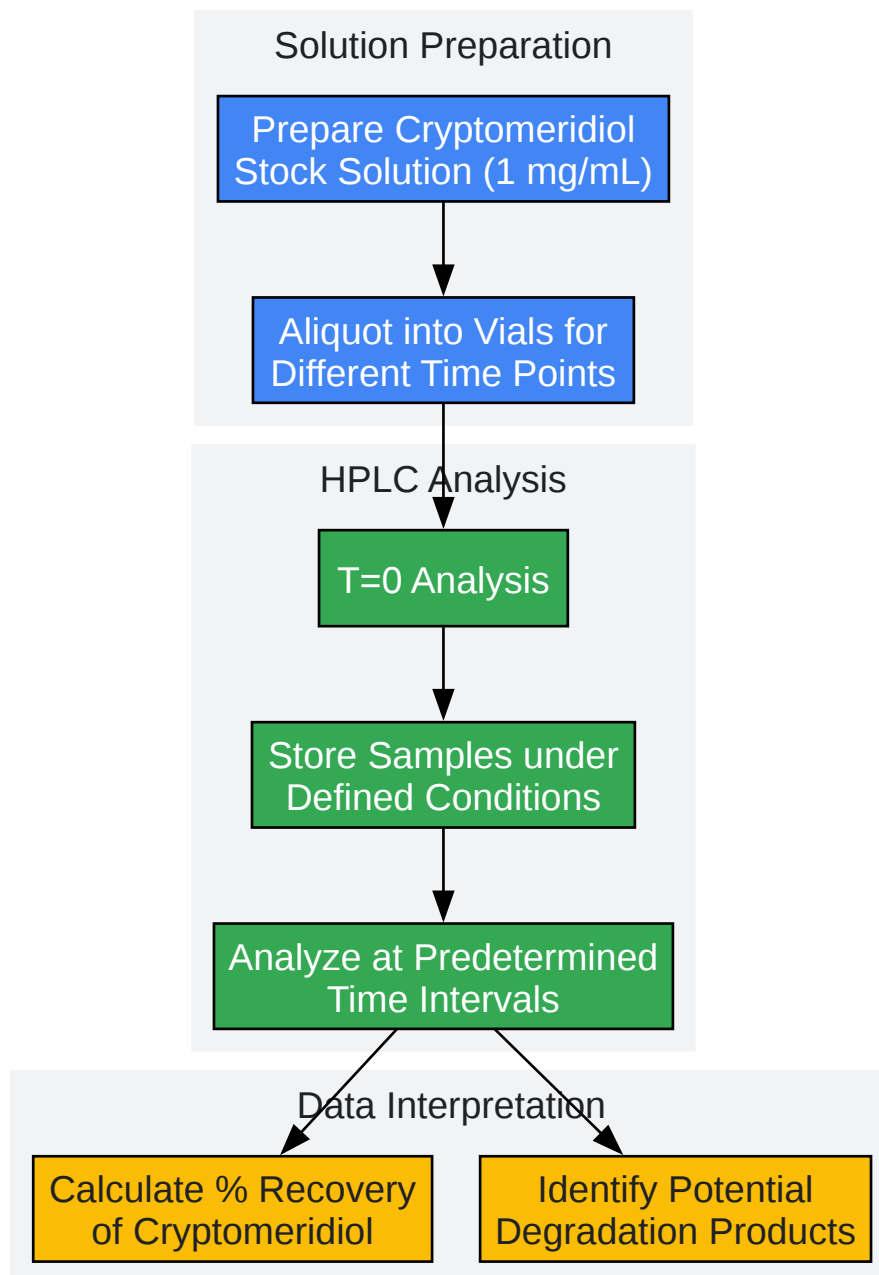 Solution Preparation
Prepare Cryptomeridiol
Stock Solution (1 mg/mL)
Aliquot into Vials for
Different Time Points
HPLC Analysis
T=0 Analysis
Store Samples under
Defined Conditions
Analyze at Predetermined
Time Intervals
Data Interpretation
Calculate % Recovery
of Cryptomeridiol
Identify Potential
Degradation Products